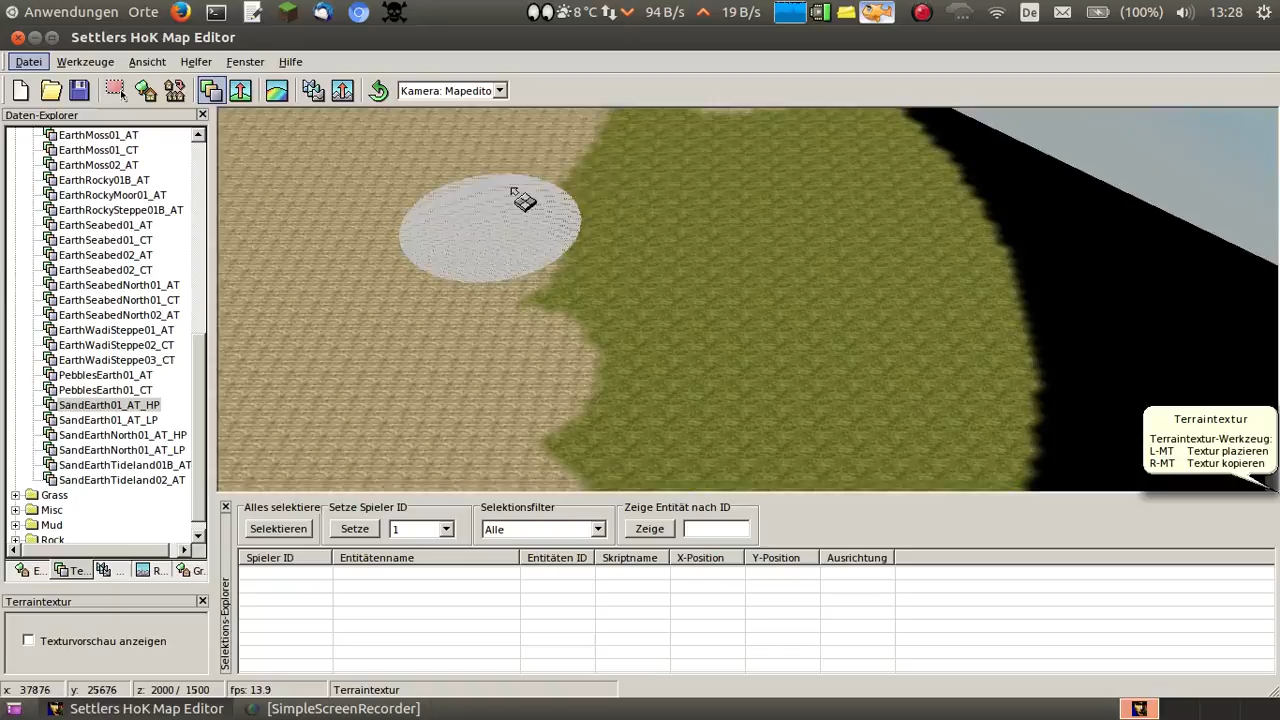 Anwendungen Orte
8 °C
94 B/s
19 B/s
De
(100%)
13:28
Settlers HoK Map Editor
Datei Werkzeuge Ansicht Helfer Fenster Hilfe
Kamera: Mapedito
Daten-Explorer
EarthMoss01_AT
EarthMoss01_CT
EarthMoss02_AT
EarthRocky01B_AT
EarthRockyMoor01_AT
EarthRockySteppe01B_AT
EarthSeabed01_AT
EarthSeabed01_CT
EarthSeabed02_AT
EarthSeabed02_CT
EarthSeabedNorth01_AT
EarthSeabedNorth01_CT
EarthSeabedNorth02_AT
EarthWadiSteppe01_AT
EarthWadiSteppe02_CT
EarthWadiSteppe03_CT
PebblesEarth01_AT
PebblesEarth01_CT
SandEarth01_AT_HP
SandEarth01_AT_LP
SandEarthNorth01_AT_HP
SandEarthNorth01_AT_LP
SandEarthTideland01B_AT
SandEarthTideland02_AT
Grass
Misc
Mud
Rock
E... Te... ... R... Gr.
Terraintextur
Texturvorschau anzeigen
Terraintextur
Terraintextur-Werkzeug:
L-MT Textur plazieren
R-MT Textur kopieren
Alles selektiere Setze Spieler ID Selektionsfilter Zeige Entität nach ID
Selektieren Setze 1 Alle Zeige
Spieler ID Entitätenname Entitäten ID Skriptname X-Position Y-Position Ausrichtung
Selektions-Explorer
x: 37876 y: 25676 z: 2000 / 1500 fps: 13.9 Terraintextur
Settlers HoK Map Editor [SimpleScreenRecorder]